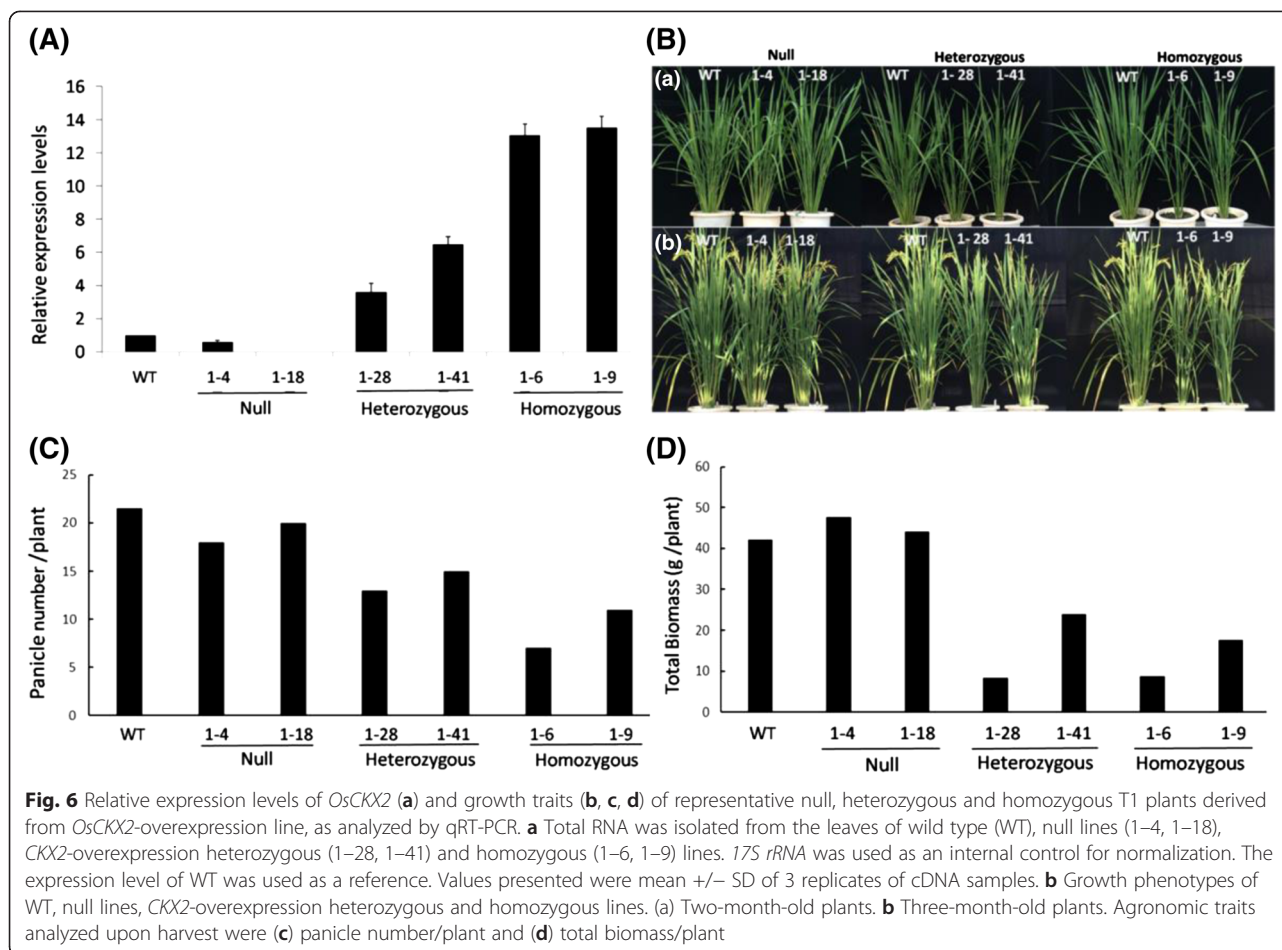 (A)
Relative expression levels
16
14
12
10
8
6
4
2
0
WT 1-4 1-18 1-28 1-41 1-6 1-9
Null Heterozygous Homozygous
(B)
Null Heterozygous Homozygous
(a) WT 1-4 1-18 WT 1- 28 1-41 WT 1-6 1-9
(b) WT 1-4 1-18 WT 1- 28 1-41 WT 1-6 1-9
(C)
Panicle number /plant
25
20
15
10
5
0
WT 1-4 1-18 1-28 1-41 1-6 1-9
Null Heterozygous Homozygous
(D)
Total Biomass (g /plant)
60
50
40
30
20
10
0
WT 1-4 1-18 1-28 1-41 1-6 1-9
Null Heterozygous Homozygous
Fig. 6 Relative expression levels of OsCKX2 (a) and growth traits (b, c, d) of representative null, heterozygous and homozygous T1 plants derived
from OsCKX2-overexpression line, as analyzed by qRT-PCR. a Total RNA was isolated from the leaves of wild type (WT), null lines (1–4, 1–18),
CKX2-overexpression heterozygous (1–28, 1–41) and homozygous (1–6, 1–9) lines. 17S rRNA was used as an internal control for normalization. The
expression level of WT was used as a reference. Values presented were mean +/− SD of 3 replicates of cDNA samples. b Growth phenotypes of
WT, null lines, CKX2-overexpression heterozygous and homozygous lines. (a) Two-month-old plants. b Three-month-old plants. Agronomic traits
analyzed upon harvest were (c) panicle number/plant and (d) total biomass/plant